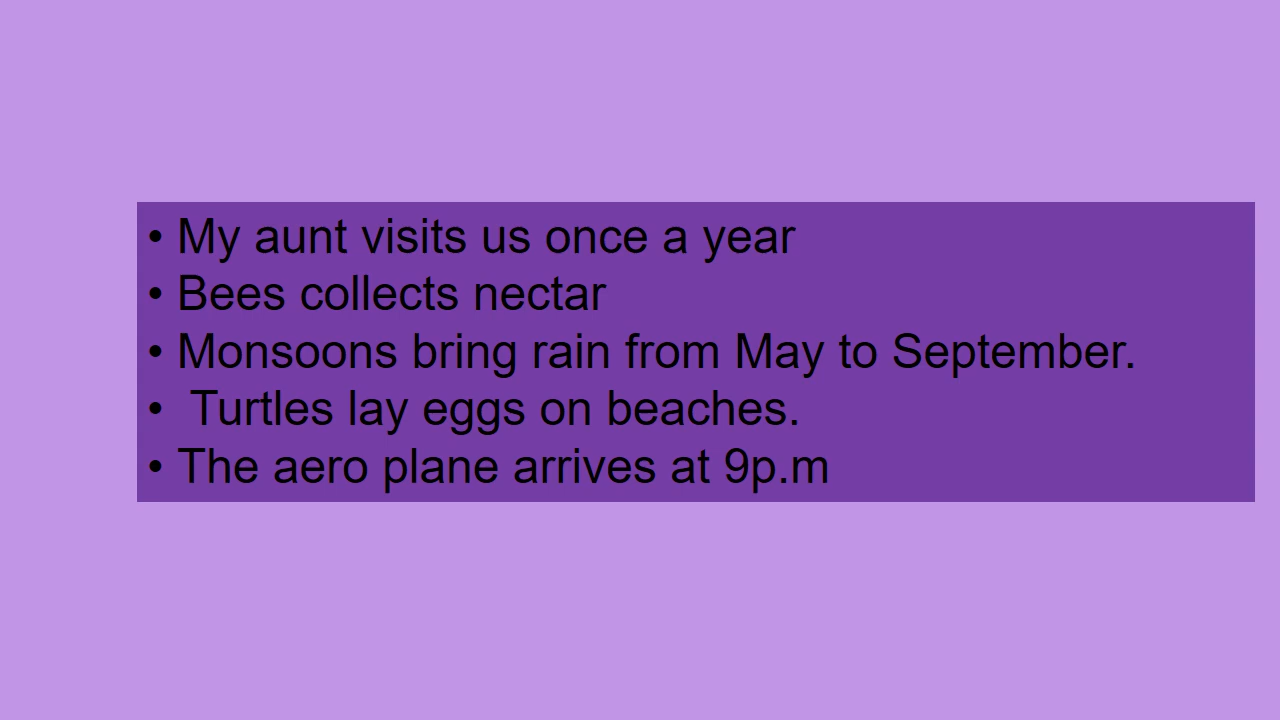 • My aunt visits us once a year
• Bees collects nectar
• Monsoons bring rain from May to September.
• Turtles lay eggs on beaches.
• The aero plane arrives at 9p.m